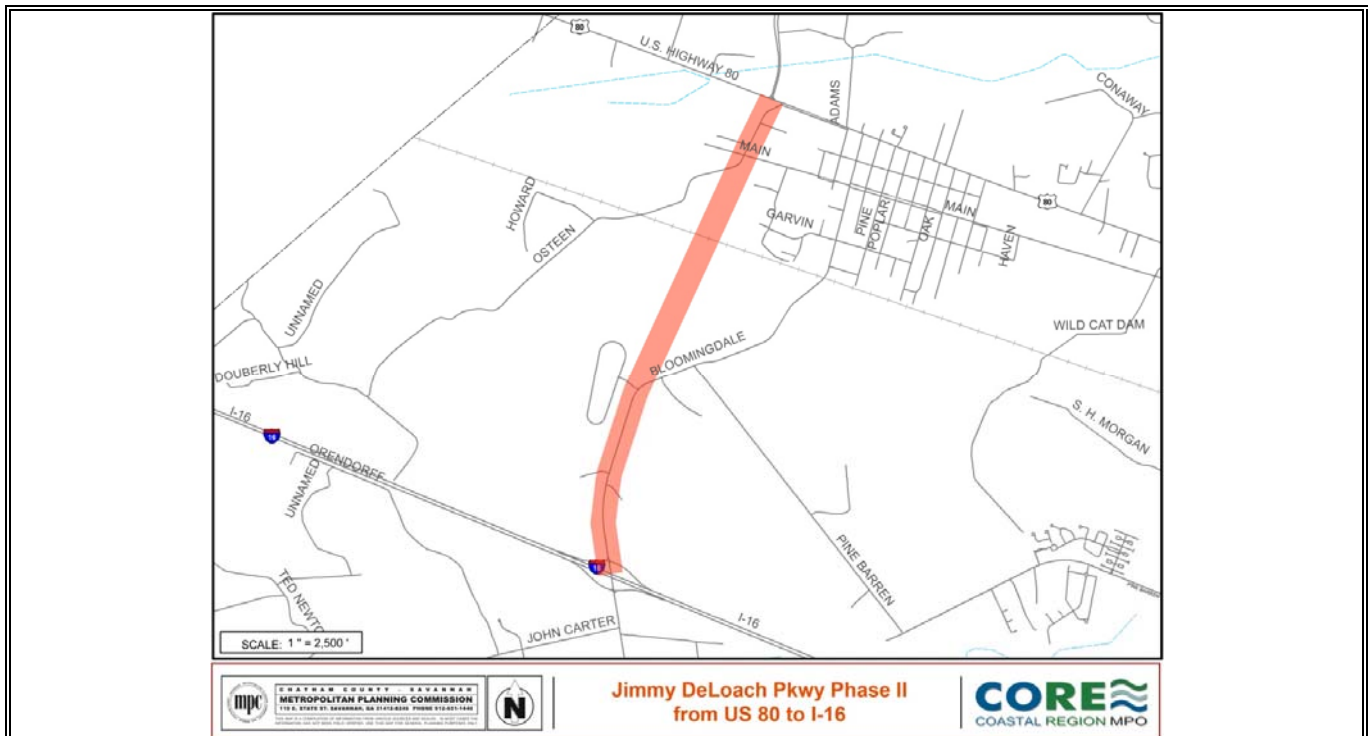 80
U.S. HIGHWAY 80
ADAMS
CONAWAY
MAIN
HOWARD
OSTEEN
GARVIN
PINE
POPLAR
OAK
MAIN
80
HAVEN
UNNAMED
WILD CAT DAM
BLOOMINGDALE
DOUBERLY HILL
I-16
16
ORENDORFF
UNNAMED
S. H. MORGAN
PINE BARREN
TED NEWTO
16
I-16
JOHN CARTER
SCALE: 1 " = 2,500 '
mpc
CHATHAM COUNTY - SAVANNAH
METROPOLITAN PLANNING COMMISSION
N
Jimmy DeLoach Pkwy Phase II
from US 80 to I-16
CORE
COASTAL REGION MPO